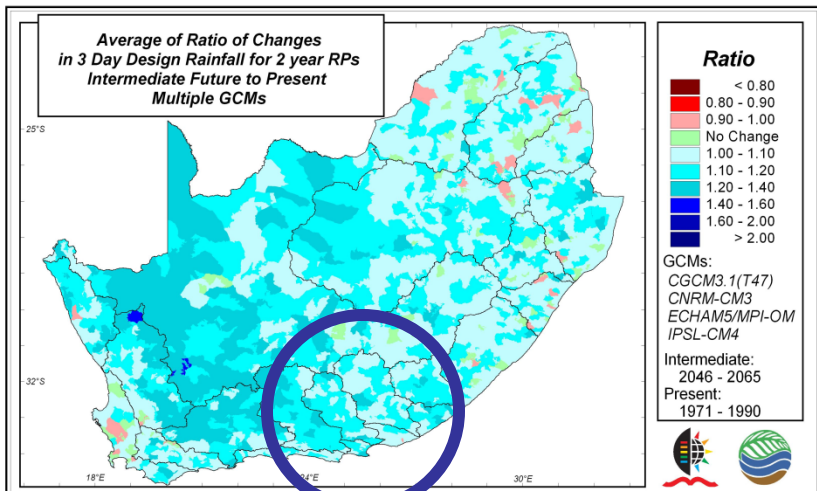 Average of Ratio of Changes
in 3 Day Design Rainfall for 2 year RPs
Intermediate Future to Present
Multiple GCMs
Ratio
< 0.80
0.80 - 0.90
0.90 - 1.00
No Change
1.00 - 1.10
1.10 - 1.20
1.20 - 1.40
1.40 - 1.60
1.60 - 2.00
> 2.00
GCMs:
CGCM3.1(T47)
CNRM-CM3
ECHAM5/MPI-OM
IPSL-CM4
Intermediate:
2046 - 2065
Present:
1971 - 1990
25°S
32°S
18°E
24°E
30°E